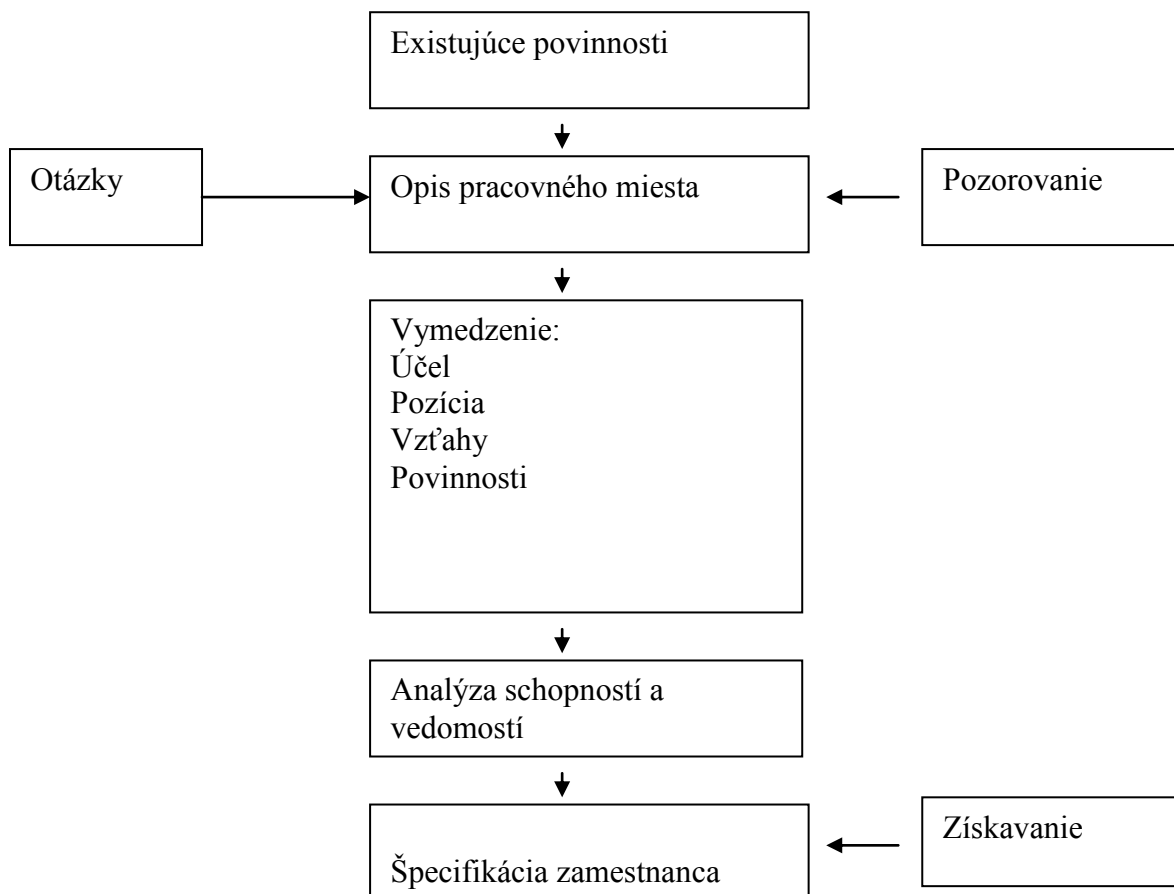 Existujúce povinnosti
Otázky
Opis pracovného miesta
Pozorovanie
Vymedzenie:
Účel
Pozícia
Vzťahy
Povinnosti
Analýza schopností a
vedomostí
Získavanie
Špecifikácia zamestnanca